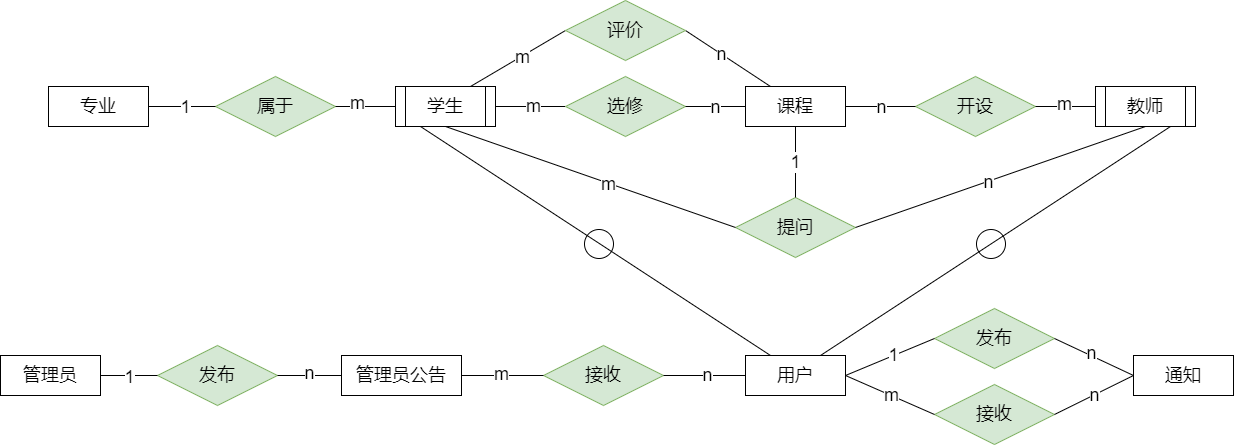 评价
m
n
专业
1
属于
m
学生
m
选修
n
课程
n
开设
m
教师
1
m
n
提问
发布
1
n
管理员
1
发布
n
管理员公告
m
接收
n
用户
通知
m
n
接收